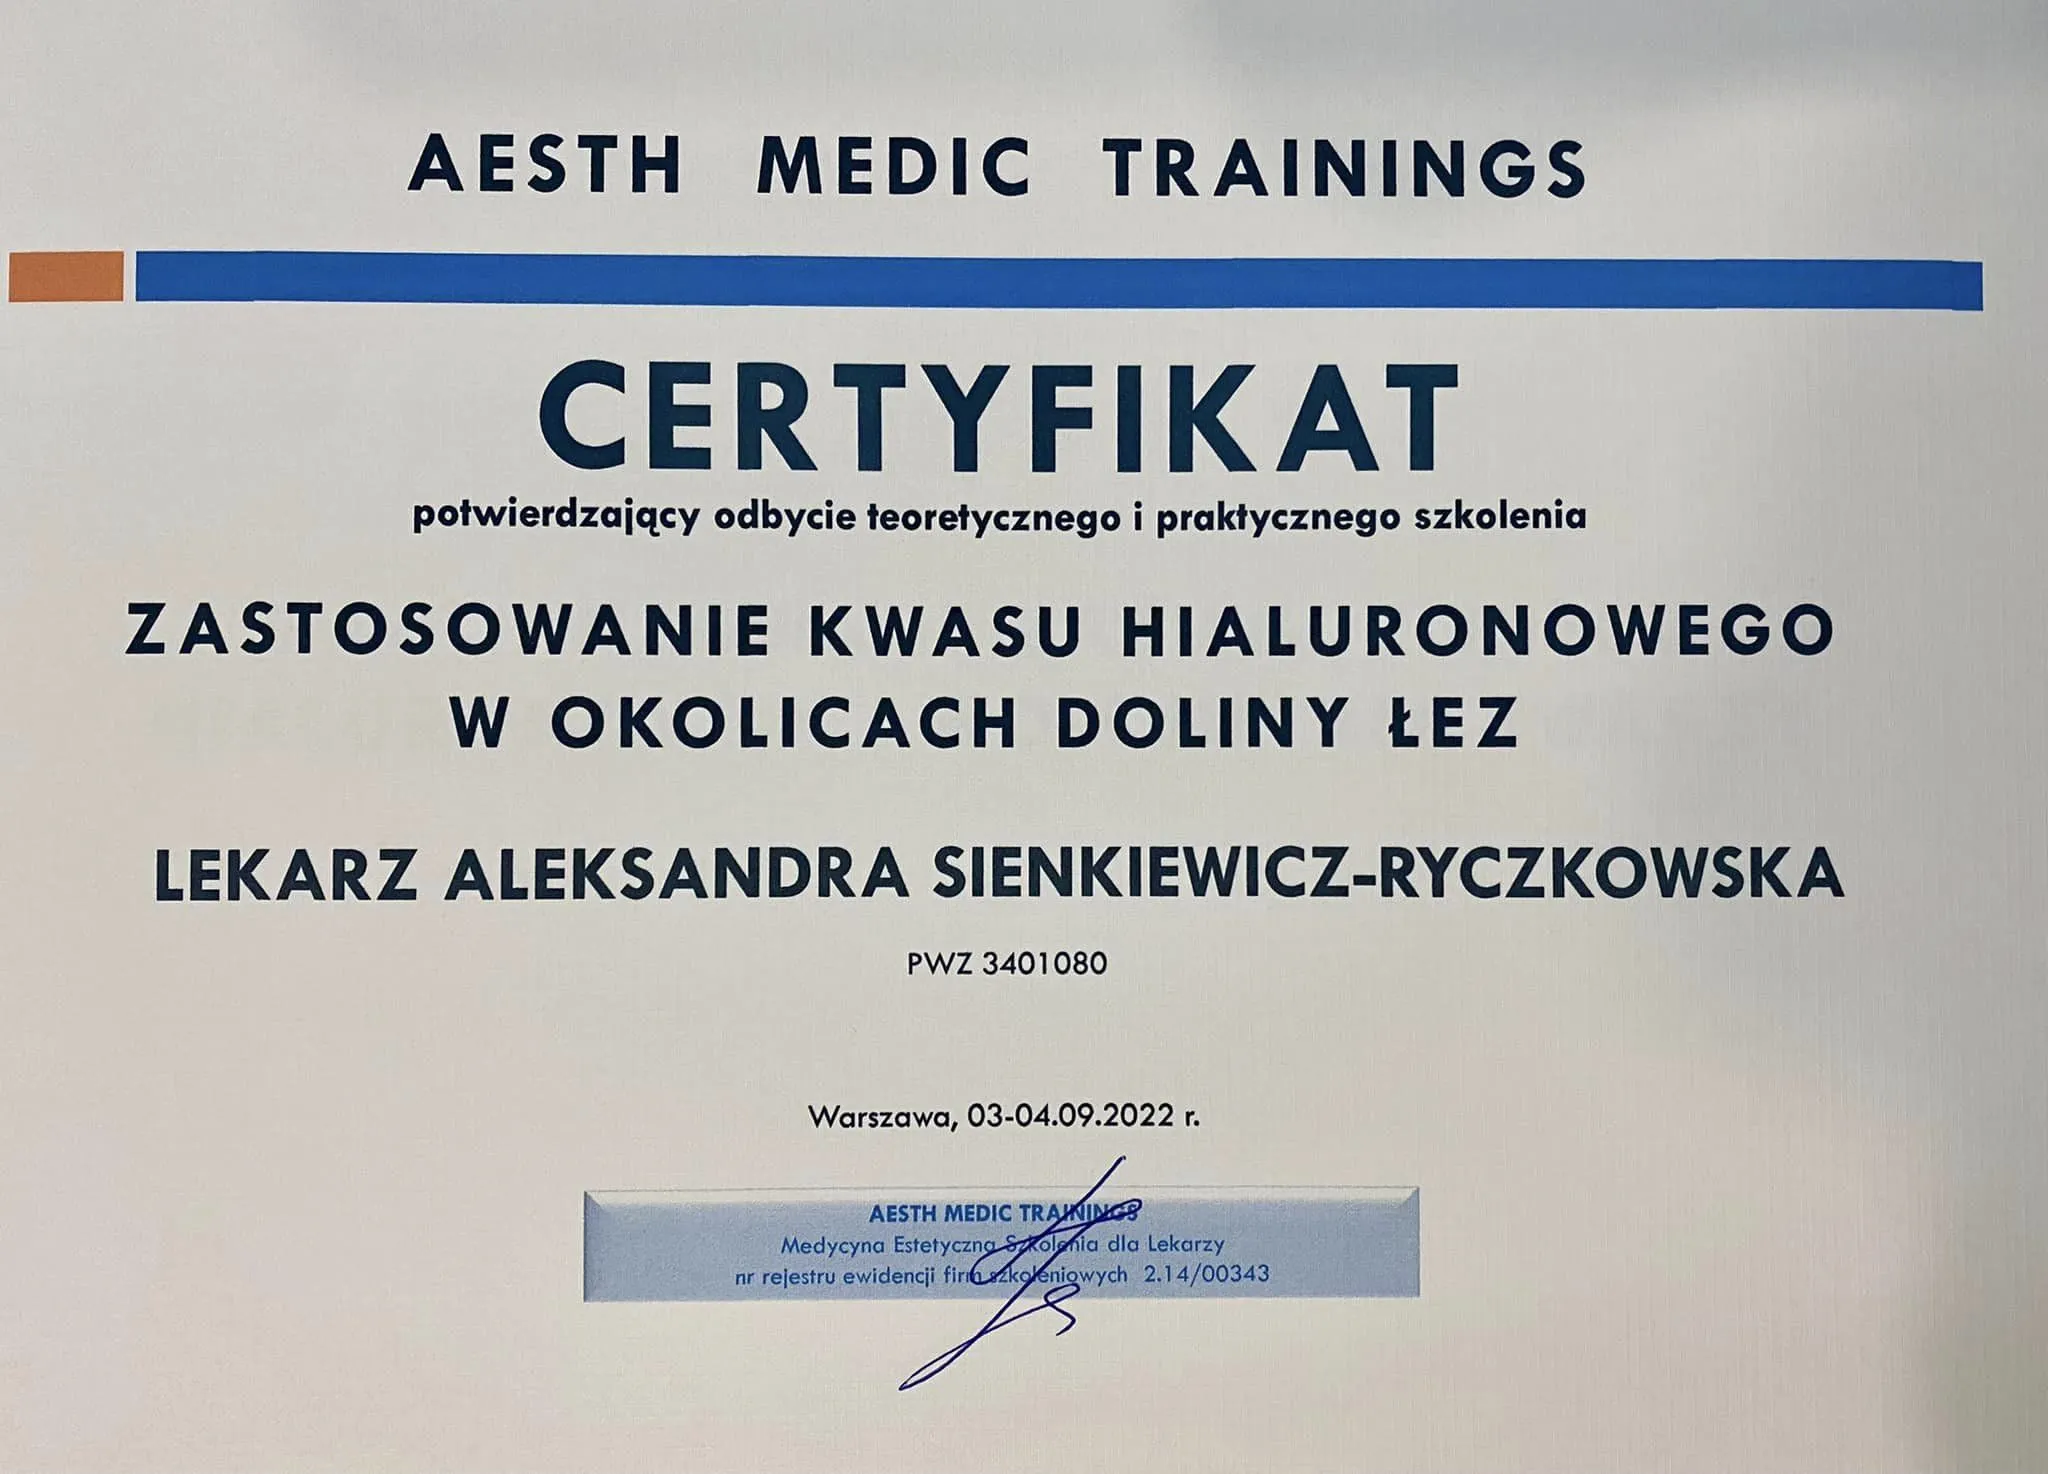 AESTH MEDIC TRAININGS
CERTYFIKAT
potwierdzający odbycie teoretycznego i praktycznego szkolenia
ZASTOSOWANIE KWASU HIALURONOWEGO
W OKOLICACH DOLINY ŁEZ
LEKARZ ALEKSANDRA SIENKIEWICZ-RYCZKOWSKA
PWZ 3401080
Warszawa, 03-04.09.2022 r.
AESTH MEDIC TRAININGS
Medycyna Estetyczna Szkolenia dla Lekarzy
nr rejestru ewidencji firm szkoleniowych 2.14/00343